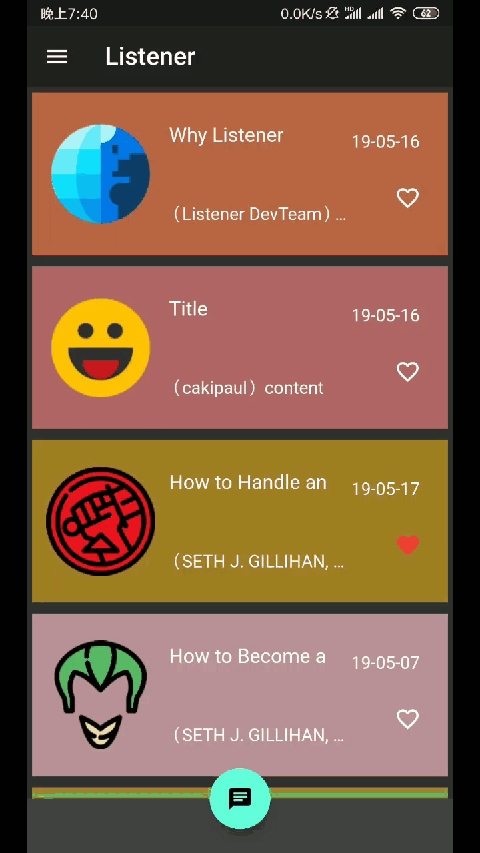 晚上7:40
0.0K/s HD 62
Listener
Why Listener
19-05-16
（Listener DevTeam）...
Title
19-05-16
（cakipaul）content
How to Handle an
19-05-17
（SETH J. GILLIHAN, ...
How to Become a
19-05-07
（SETH J. GILLIHAN, ...